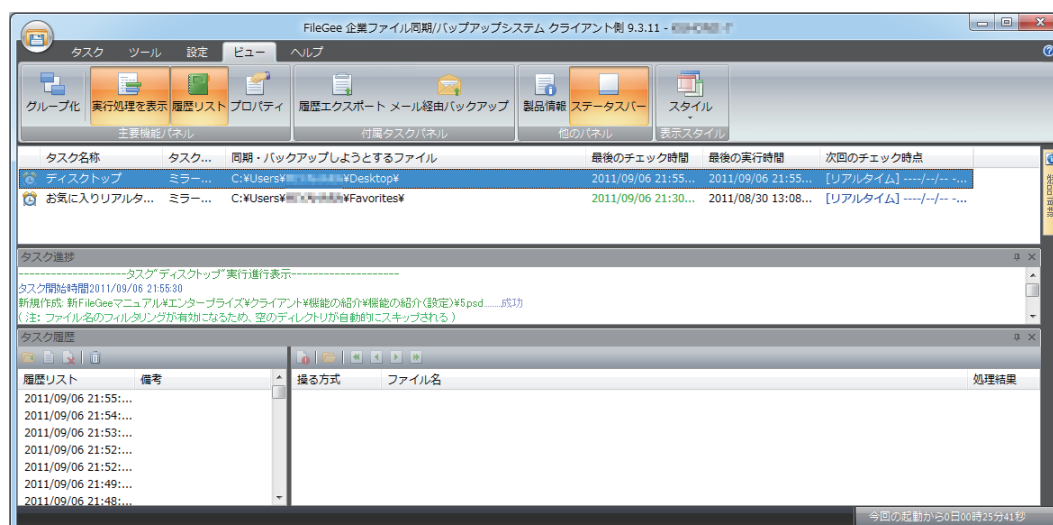 FileGee 企業ファイル同期/バップアップシステム クライアント側 9.3.11 -
タスク ツール 設定 ビュー ヘルプ
グループ化 実行処理を表示 履歴リスト プロパティ 履歴エクスポート メール経由バックアップ 製品情報 ステータスバー スタイル
主要機能パネル 付属タスクパネル 他のパネル 表示スタイル
タスク名称 タスク... 同期・バックアップしようとするファイル 最後のチェック時間 最後の実行時間 次回のチェック時点
ディスクトップ ミラー... C:¥Users¥ ¥Desktop¥ 2011/09/06 21:55... 2011/09/06 21:55... [リアルタイム] ----/--/-- -...
お気に入りリアルタ... ミラー... C:¥Users¥ ¥Favorites¥ 2011/09/06 21:30... 2011/08/30 13:08... [リアルタイム] ----/--/-- -...
タスク進捗
--------------------タスク"ディスクトップ"実行進行表示--------------------
タスク開始時間2011/09/06 21:55:30
新規作成: 新FileGeeマニュアル¥エンタープライズ¥クライアント¥機能の紹介¥機能の紹介(設定)¥5.psd.......成功
(注: ファイル名のフィルタリングが有効になるため、空のディレクトリが自動的にスキップされる)
タスク履歴
履歴リスト 備考 操る方式 ファイル名 処理結果
2011/09/06 21:55:...
2011/09/06 21:54:...
2011/09/06 21:53:...
2011/09/06 21:52:...
2011/09/06 21:52:...
2011/09/06 21:49:...
2011/09/06 21:48:...
今回の起動から0日00時25分41秒